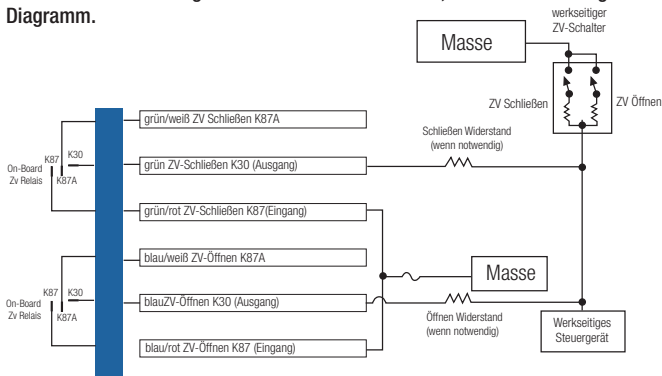 Diagramm.
werkseitiger
ZV-Schalter
Masse
ZV Schließen
ZV Öffnen
grün/weiß ZV Schließen K87A
Schließen Widerstand
(wenn notwendig)
K87
K30
K87A
On-Board
Zv Relais
grün ZV-Schließen K30 (Ausgang)
grün/rot ZV-Schließen K87(Eingang)
blau/weiß ZV-Öffnen K87A
Masse
K87
K30
K87A
On-Board
Zv Relais
blauZV-Öffnen K30 (Ausgang)
Öffnen Widerstand
(wenn notwendig)
Werkseitiges
Steuergerät
blau/rot ZV-Öffnen K87 (Eingang)